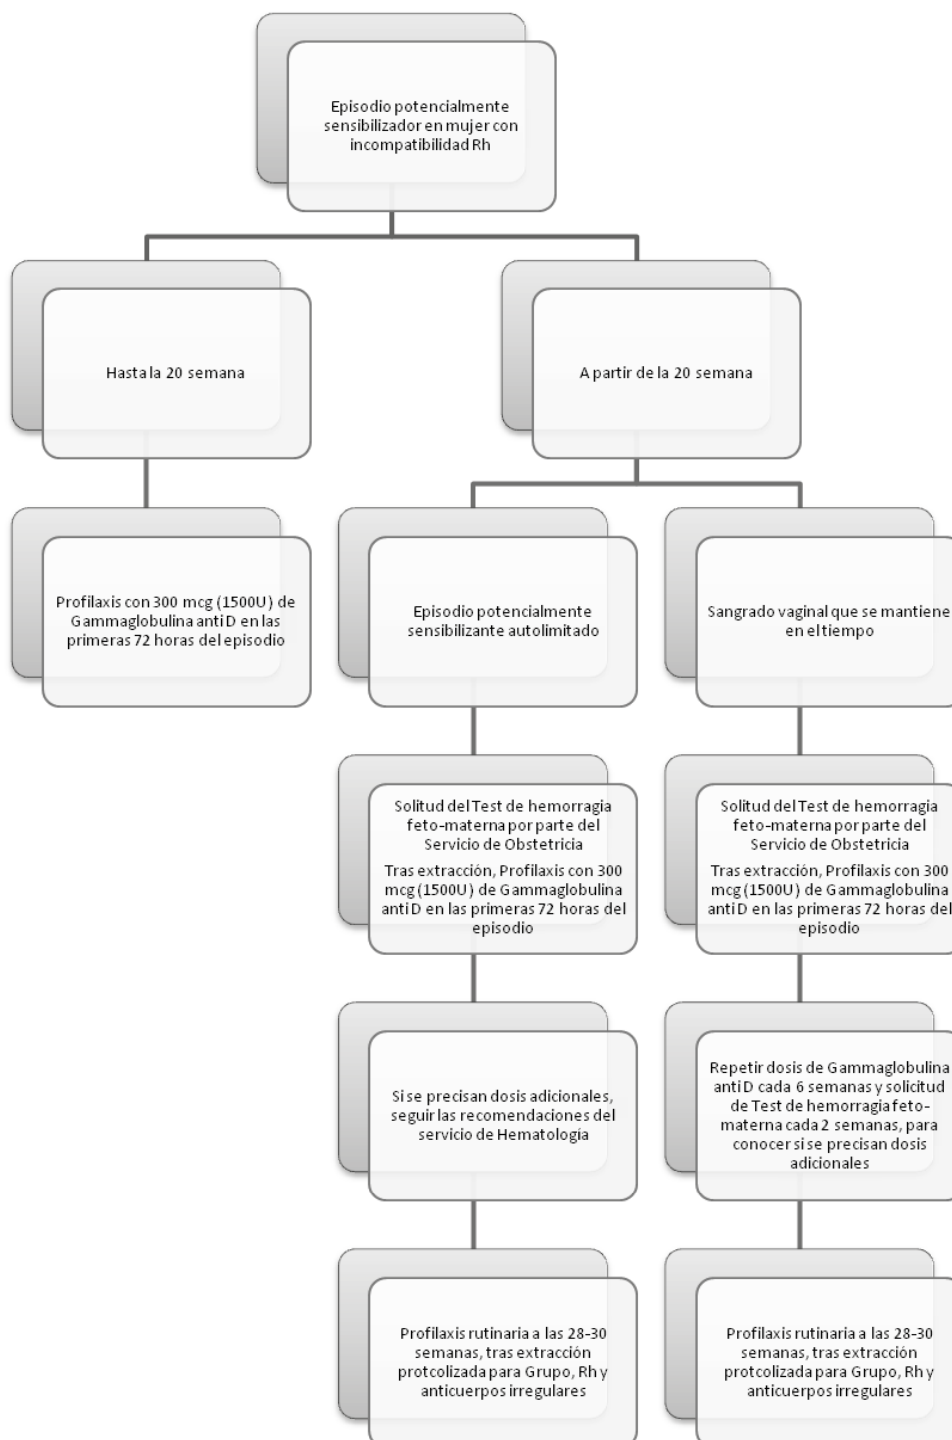 Episodio potencialmente
sensibilizador en mujer con
incompatibilidad Rh
Hasta la 20 semana
A partir de la 20 semana
Profilaxis con 300 mcg (1500U) de
Gammaglobulina anti D en las
primeras 72 horas del episodio
Episodio potencialmente
sensibilizante autolimitado
Sangrado vaginal que se mantiene
en el tiempo
Solitud del Test de hemorragia
feto-materna por parte del
Servicio de Obstetricia
Tras extracción, Profilaxis con 300
mcg (1500U) de Gammaglobulina
anti D en las primeras 72 horas del
episodio
Solitud del Test de hemorragia
feto-materna por parte del
Servicio de Obstetricia
Tras extracción, Profilaxis con 300
mcg (1500U) de Gammaglobulina
anti D en las primeras 72 horas del
episodio
Si se precisan dosis adicionales,
seguir las recomendaciones del
servicio de Hematología
Repetir dosis de Gammaglobulina
anti D cada 6 semanas y solicitud
de Test de hemorragia feto-
materna cada 2 semanas, para
conocer si se precisan dosis
adicionales
Profilaxis rutinaria a las 28-30
semanas, tras extracción
protcolizada para Grupo, Rh y
anticuerpos irregulares
Profilaxis rutinaria a las 28-30
semanas, tras extracción
protcolizada para Grupo, Rh y
anticuerpos irregulares